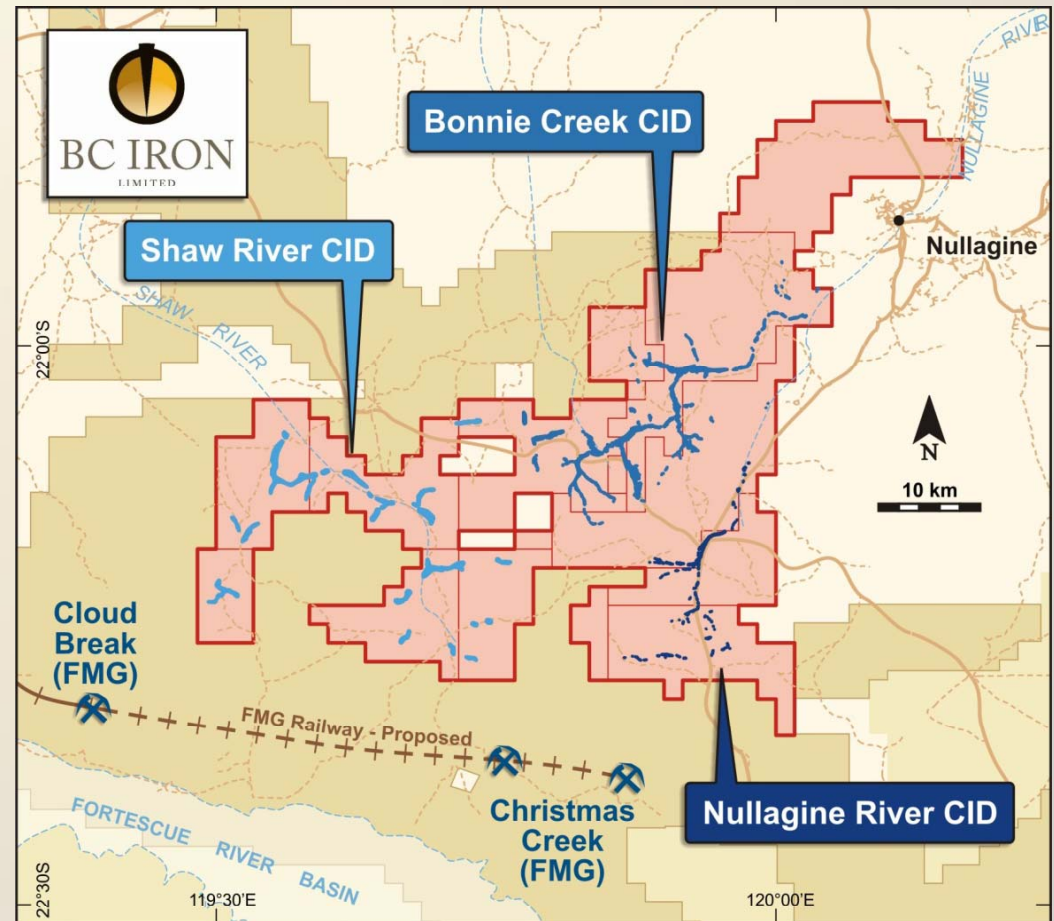 BC IRON
LIMITED
Bonnie Creek CID
Shaw River CID
RIVER
NULLAGINE
Nullagine
SHAW RIVER
22°00'S
N
10 km
Cloud
Break
(FMG)
FMG Railway - Proposed
Christmas
Creek
(FMG)
Nullagine River CID
FORTESCUE RIVER BASIN
22°30S
119°30'E
120°00'E